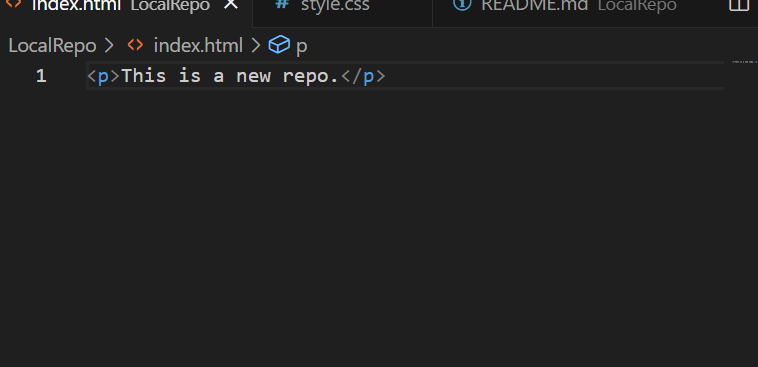 index.html LocalRepo style.css README.md LocalRepo
LocalRepo > index.html > p
1 <p>This is a new repo.</p>